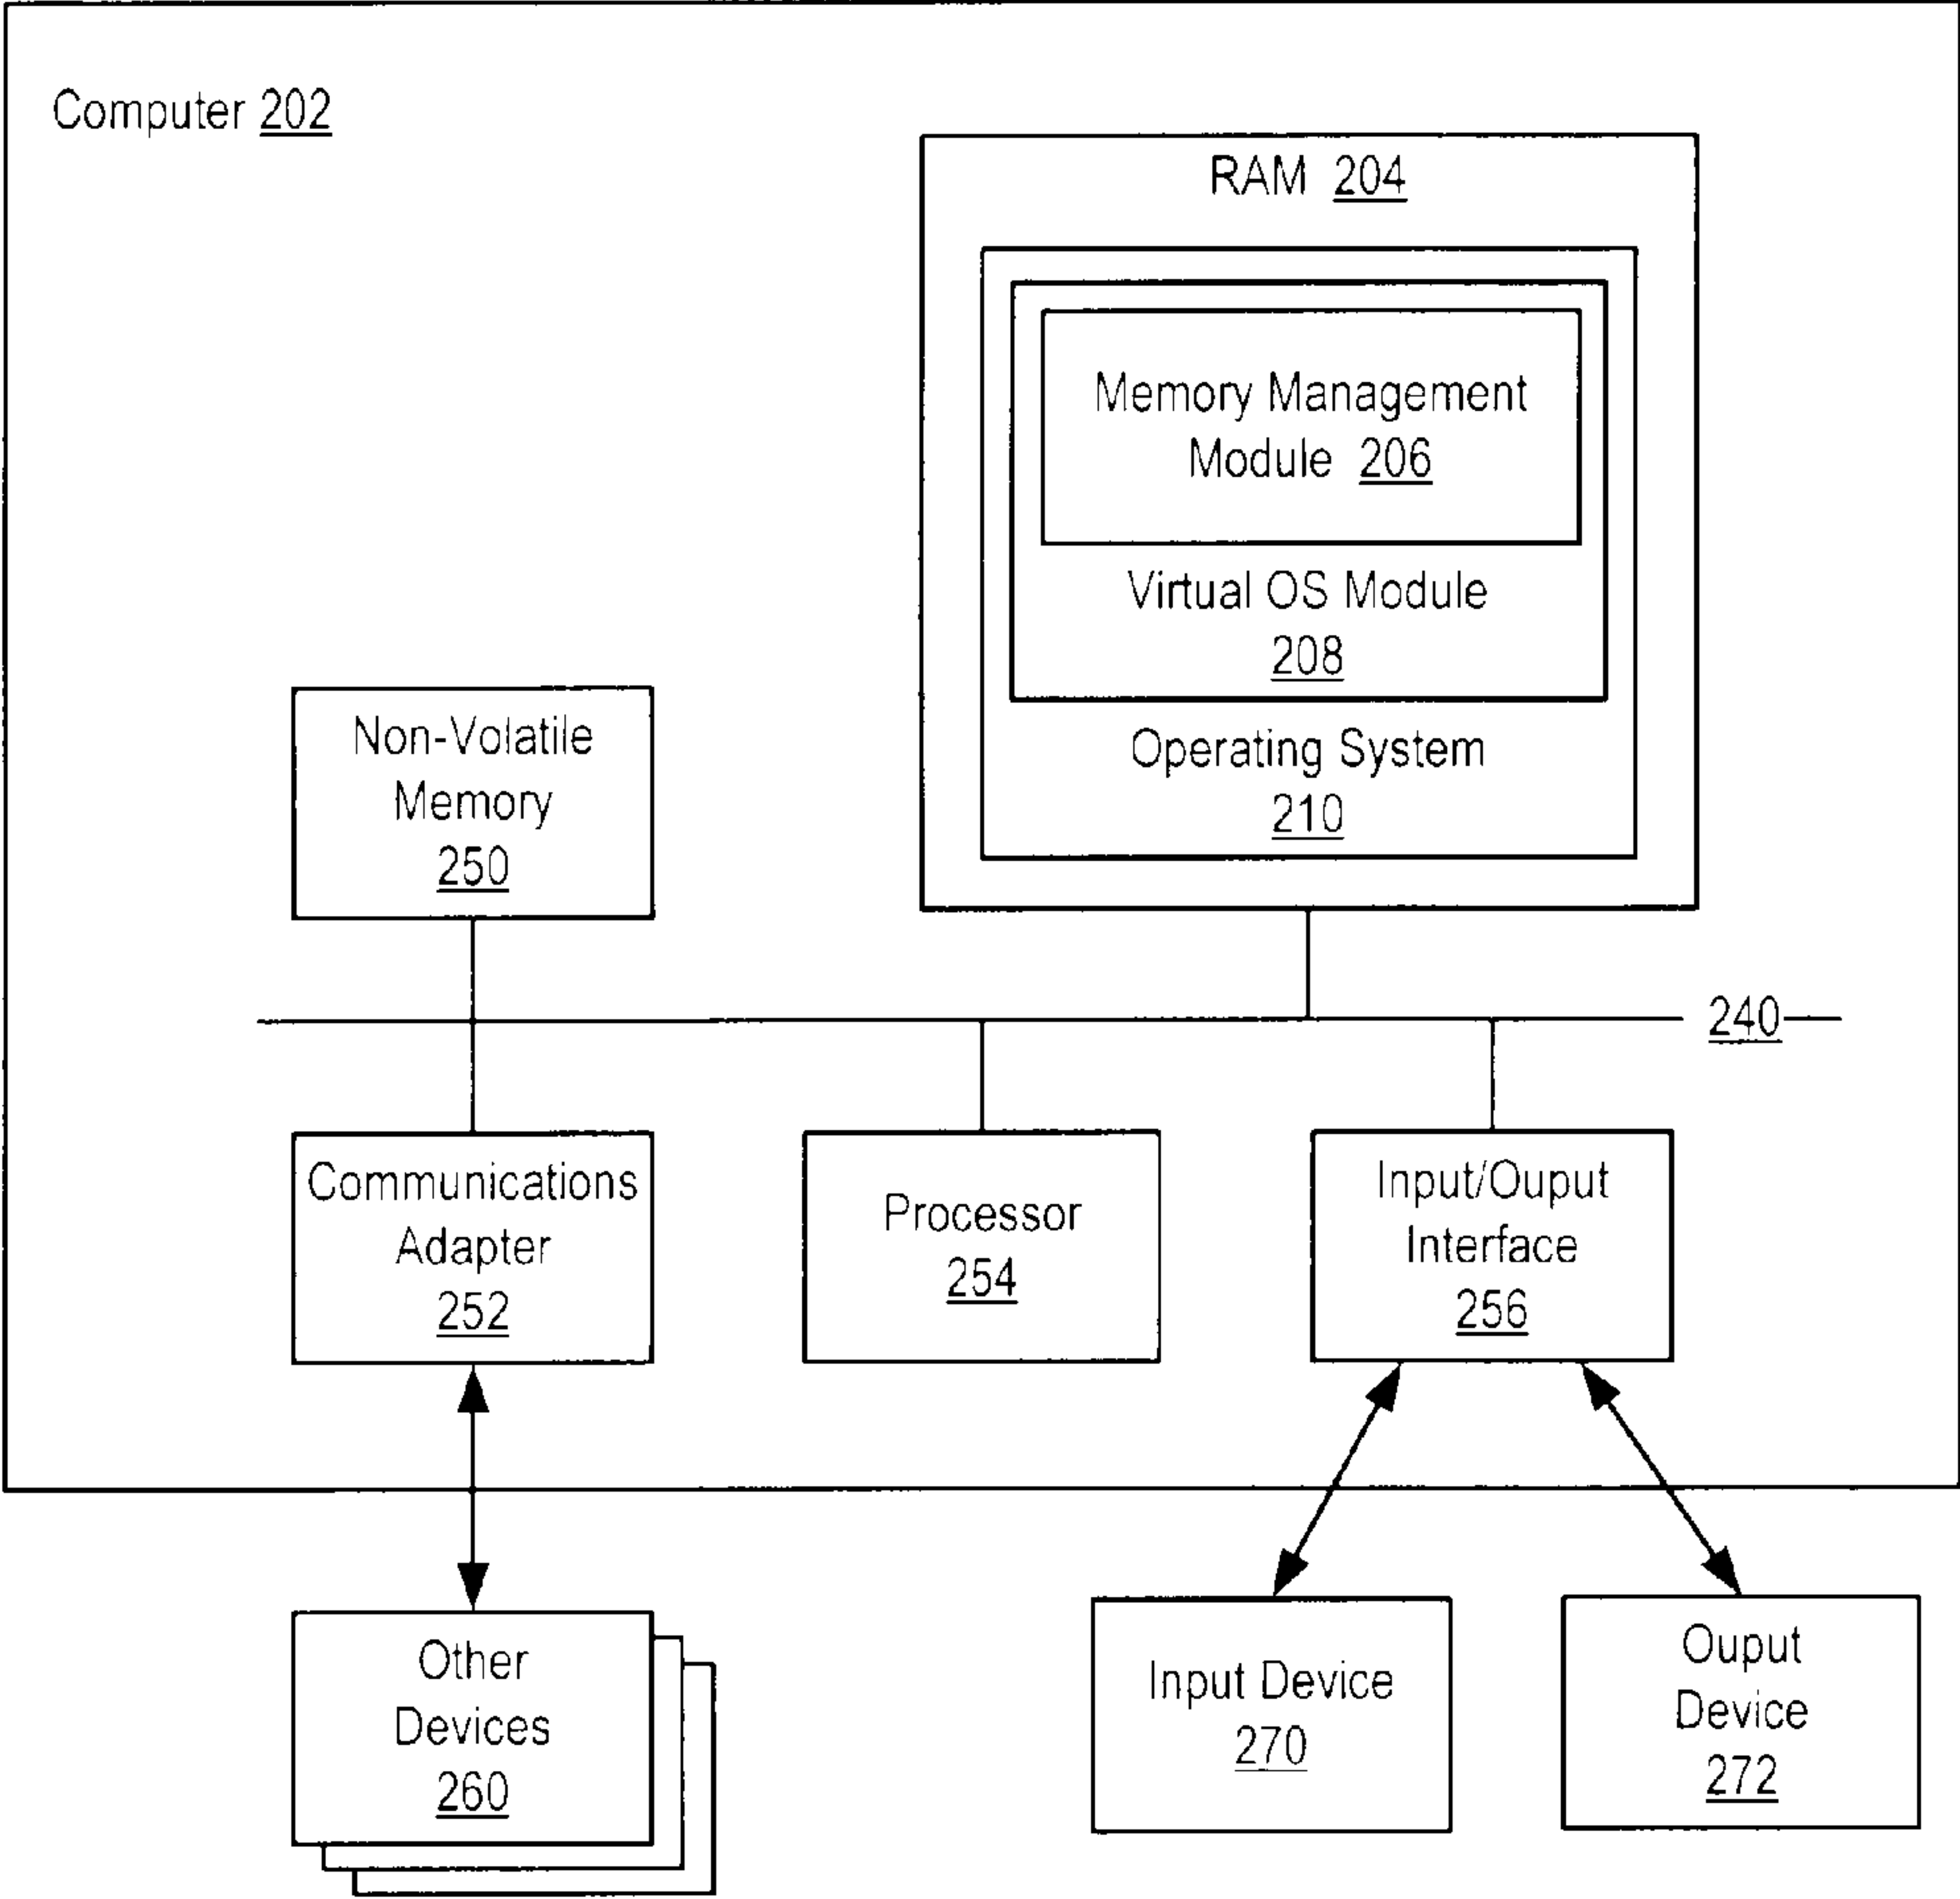 Computer 202
RAM 204
Memory Management
Module 206
Virtual OS Module
208
Operating System
210
Non-Volatile
Memory
250
240
Communications
Adapter
252
Processor
254
Input/Ouput
Interface
256
Other
Devices
260
Input Device
270
Ouput
Device
272